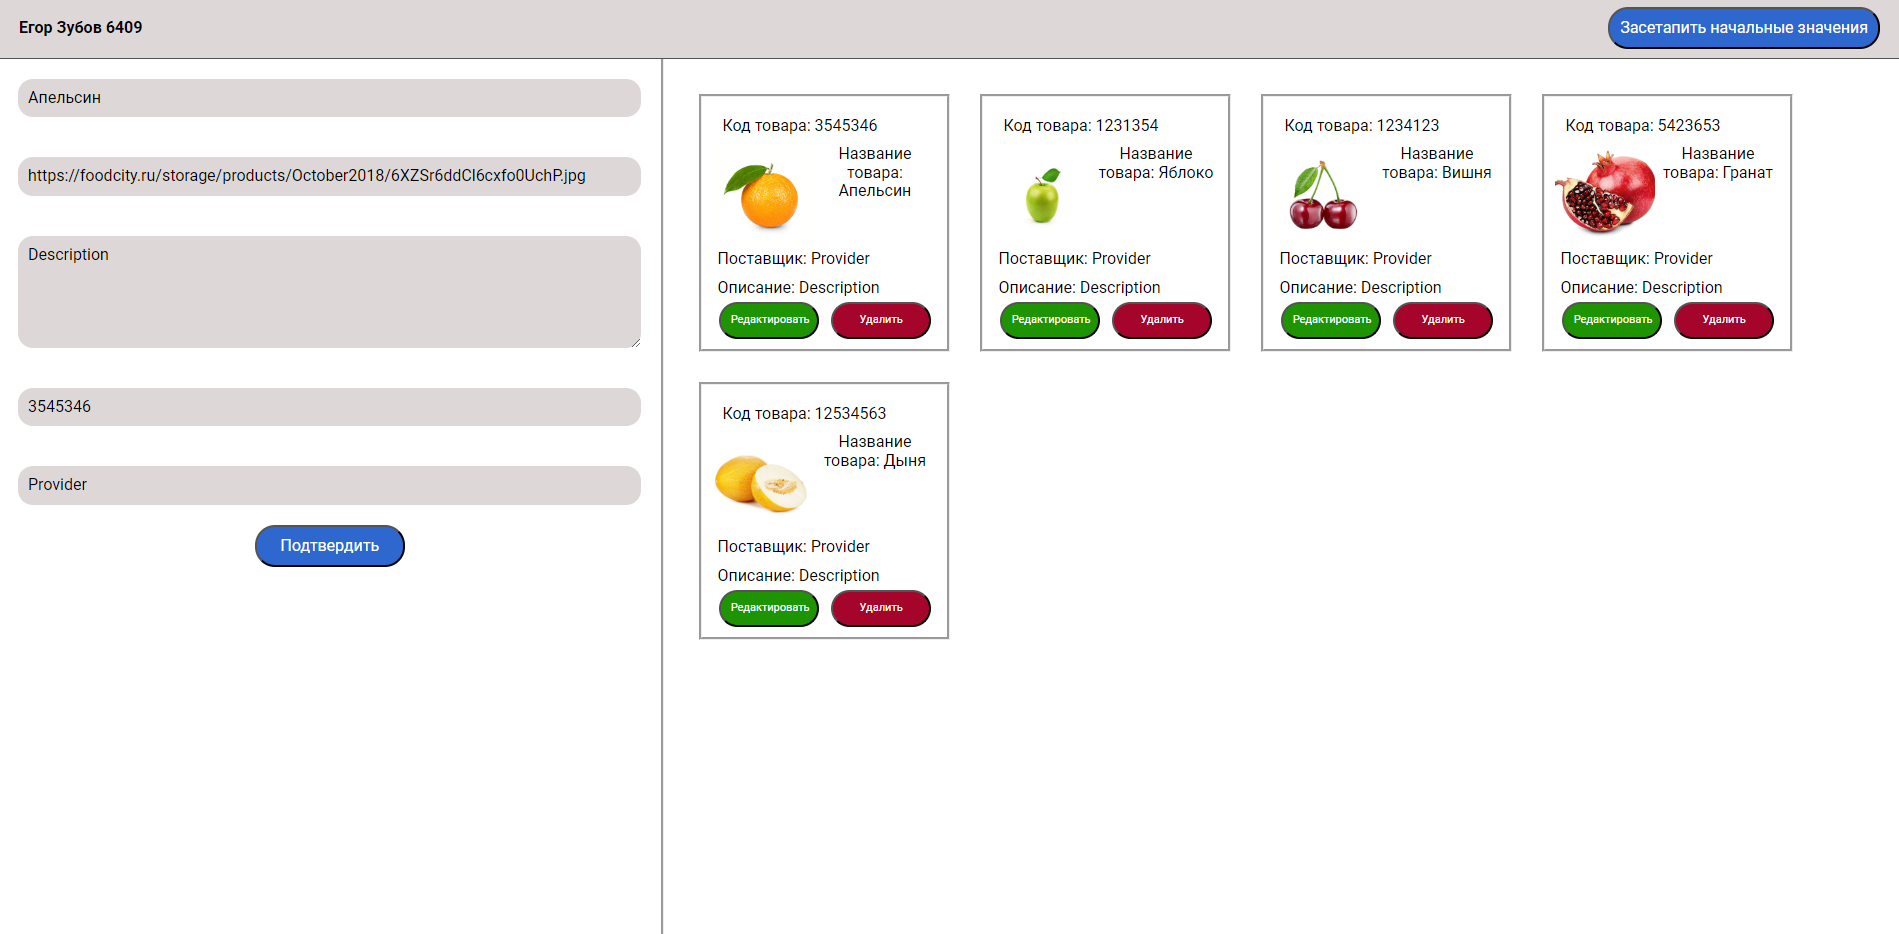 Егор Зубов 6409
Засетапить начальные значения
Апельсин
https://foodcity.ru/storage/products/October2018/6XZSr6ddCl6cxfo0UchP.jpg
Description
3545346
Provider
Подтвердить
Код товара: 3545346
Название
товара:
Апельсин
Поставщик: Provider
Описание: Description
Редактировать
Удалить
Код товара: 1231354
Название
товара: Яблоко
Поставщик: Provider
Описание: Description
Редактировать
Удалить
Код товара: 1234123
Название
товара: Вишня
Поставщик: Provider
Описание: Description
Редактировать
Удалить
Код товара: 5423653
Название
товара: Гранат
Поставщик: Provider
Описание: Description
Редактировать
Удалить
Код товара: 12534563
Название
товара: Дыня
Поставщик: Provider
Описание: Description
Редактировать
Удалить